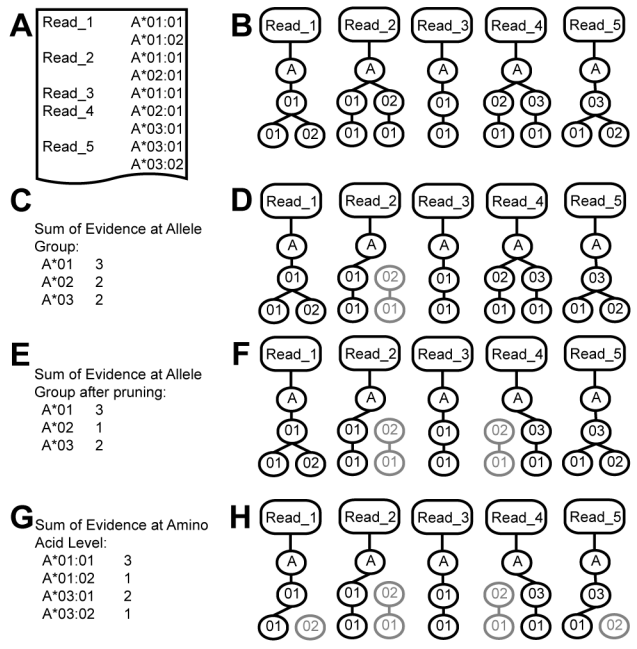 A
Read_1 A*01:01
A*01:02
Read_2 A*01:01
A*02:01
Read_3 A*01:01
Read_4 A*02:01
A*03:01
Read_5 A*03:01
A*03:02
B
Read_1 Read_2 Read_3 Read_4 Read_5
A A A A A
01 01 02 01 02 03 03
01 02 01 01 01 01 01 01 02
C
Sum of Evidence at Allele
Group:
A*01 3
A*02 2
A*03 2
D
Read_1 Read_2 Read_3 Read_4 Read_5
A A A A A
01 01 02 01 02 03 03
01 02 01 01 01 01 01 01 02
E
Sum of Evidence at Allele
Group after pruning:
A*01 3
A*02 1
A*03 2
F
Read_1 Read_2 Read_3 Read_4 Read_5
A A A A A
01 01 02 01 02 03 03
01 02 01 01 01 01 01 01 02
G
Sum of Evidence at Amino
Acid Level:
A*01:01 3
A*01:02 1
A*03:01 2
A*03:02 1
H
Read_1 Read_2 Read_3 Read_4 Read_5
A A A A A
01 01 02 01 02 03 03
01 02 01 01 01 01 01 01 02